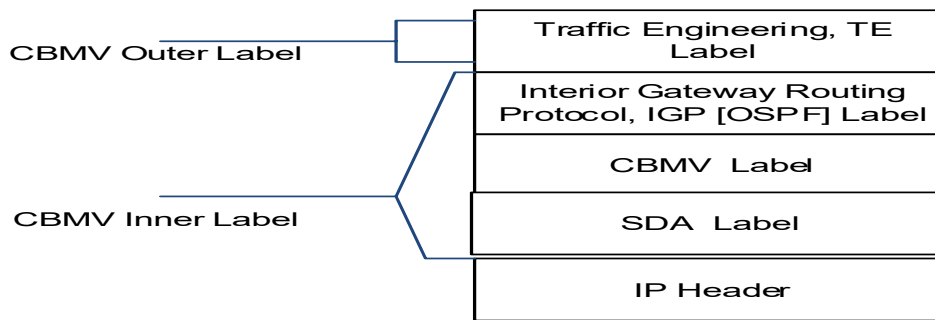 Traffic Engineering, TE
Label
CBMV Outer Label
Interior Gateway Routing
Protocol, IGP [OSPF] Label
CBMV Label
CBMV Inner Label
SDA Label
IP Header